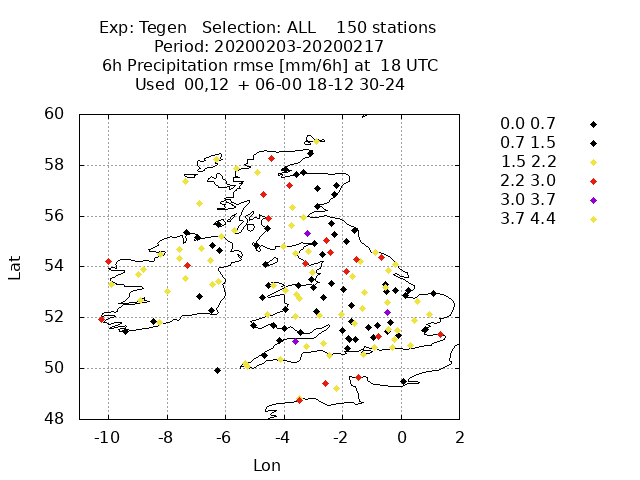 Exp: Tegen Selection: ALL 150 stations
Period: 20200203-20200217
6h Precipitation rmse [mm/6h] at 18 UTC
Used 00,12 + 06-00 18-12 30-24
60
58
56
54
52
50
48
Lat
-10 -8 -6 -4 -2 0 2
Lon
0.0 0.7
0.7 1.5
1.5 2.2
2.2 3.0
3.0 3.7
3.7 4.4